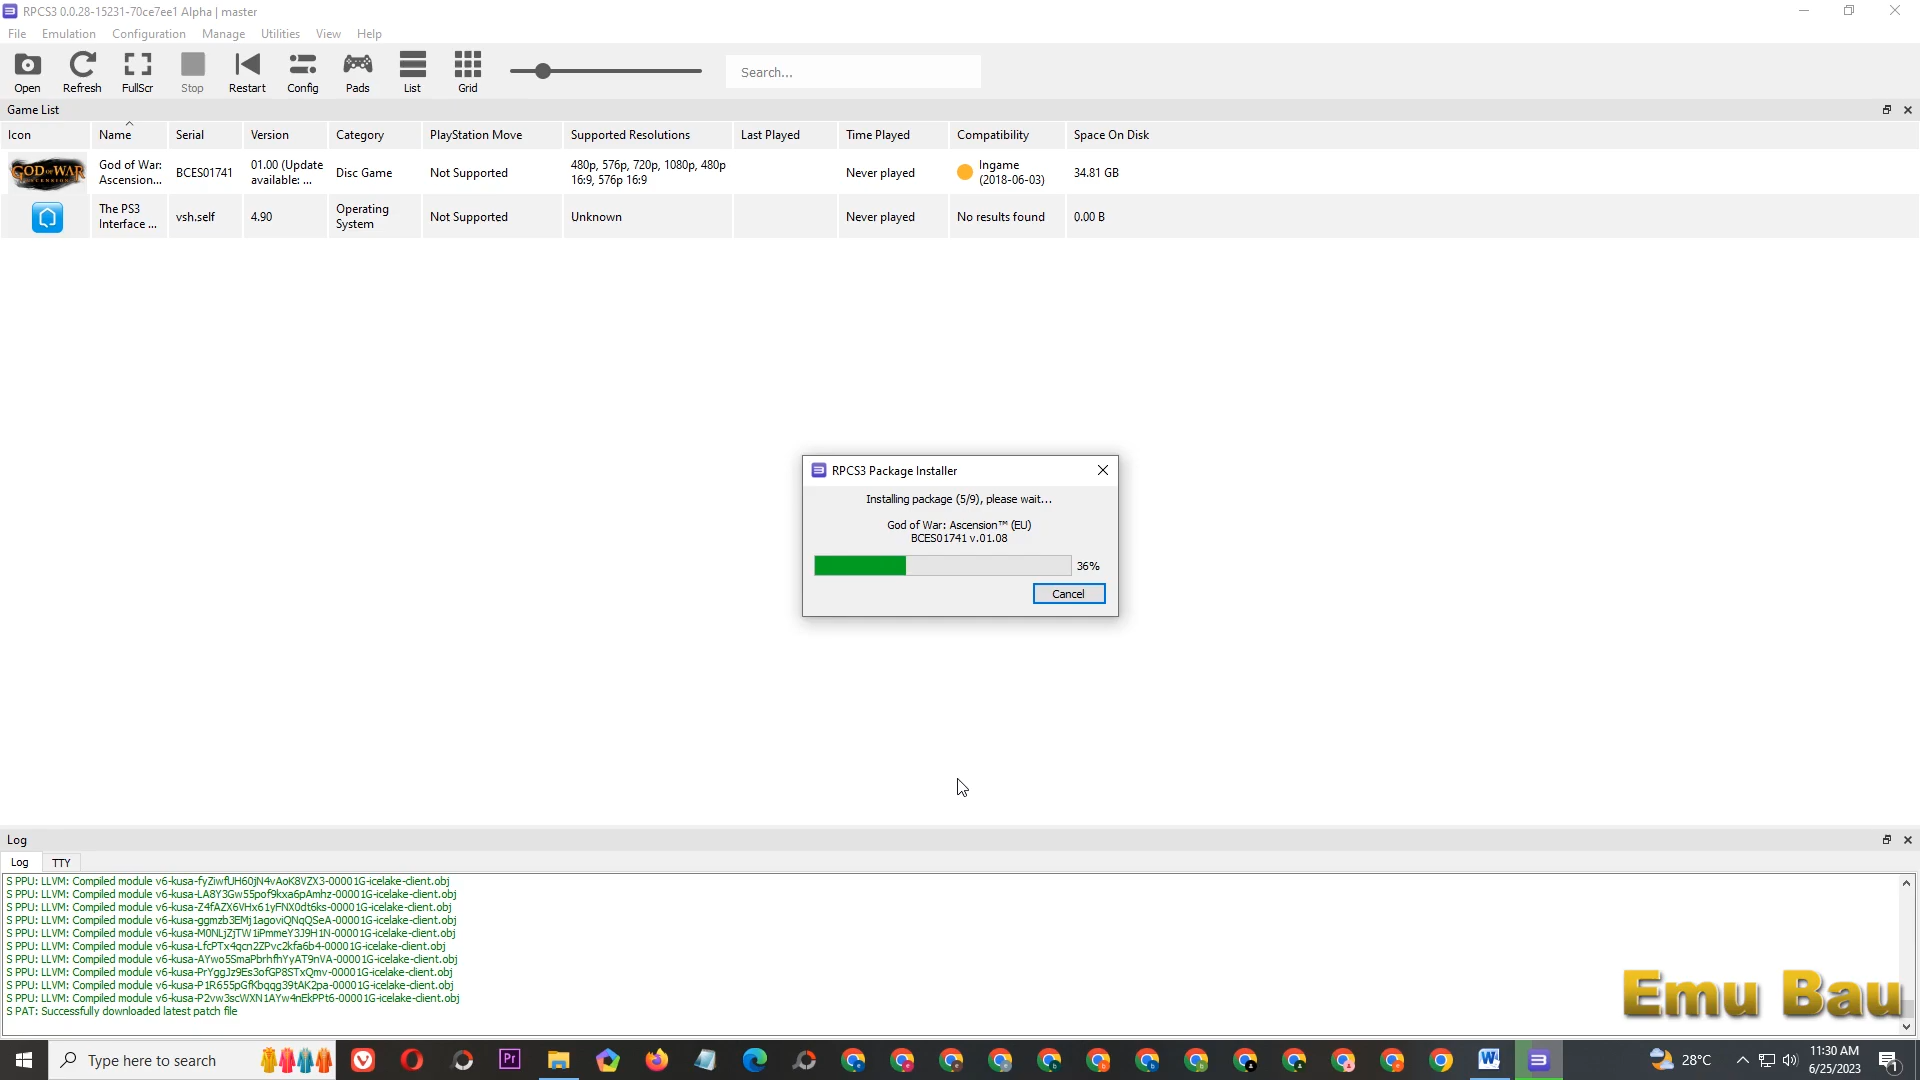 RPCS3 0.0.28-15231-70ce7ee1 Alpha | master
File Emulation Configuration Manage Utilities View Help
Open Refresh FullScr Stop Restart Config Pads List Grid Search...
Game List
Icon Name Serial Version Category PlayStation Move Supported Resolutions Last Played Time Played Compatibility Space On Disk
GOD OF WAR
ASCENSION
God of War:
Ascension...
BCES01741
01.00 (Update
available: ...
Disc Game
Not Supported
480p, 576p, 720p, 1080p, 480p
16:9, 576p 16:9
Never played
Ingame
(2018-06-03)
34.81 GB
The PS3
Interface ...
vsh.self
4.90
Operating
System
Not Supported
Unknown
Never played
No results found
0.00 B
RPCS3 Package Installer
Installing package (5/9), please wait...
God of War: Ascension™ (EU)
BCES01741 v.01.08
36%
Cancel
Log
Log TTY
S PPU: LLVM: Compiled module v6-kusa-fyZiwfUH60jN4vAoK8VZX3-00001G-icelake-client.obj
S PPU: LLVM: Compiled module v6-kusa-LA8Y3Gw55pof9kxa6pAmhz-00001G-icelake-client.obj
S PPU: LLVM: Compiled module v6-kusa-Z4fAZX6VHx61yFNX0dt6ks-00001G-icelake-client.obj
S PPU: LLVM: Compiled module v6-kusa-ggmzb3EMj1agoviQNqQSeA-00001G-icelake-client.obj
S PPU: LLVM: Compiled module v6-kusa-M0NLjZjTW1iPmmeY3J9H1N-00001G-icelake-client.obj
S PPU: LLVM: Compiled module v6-kusa-LfcPTx4qcn2ZPvc2kfa6b4-00001G-icelake-client.obj
S PPU: LLVM: Compiled module v6-kusa-AYwo5SmaPbrhfhYyAT9nVA-00001G-icelake-client.obj
S PPU: LLVM: Compiled module v6-kusa-PrYggJz9Es3ofGP8STxQmv-00001G-icelake-client.obj
S PPU: LLVM: Compiled module v6-kusa-P1R655pGfKbqqg39tAK2pa-00001G-icelake-client.obj
S PPU: LLVM: Compiled module v6-kusa-P2vw3scWXN1AYw4nEkPPt6-00001G-icelake-client.obj
S PAT: Successfully downloaded latest patch file
Emu Bau
Type here to search
Pr
28°C
11:30 AM
6/25/2023
1